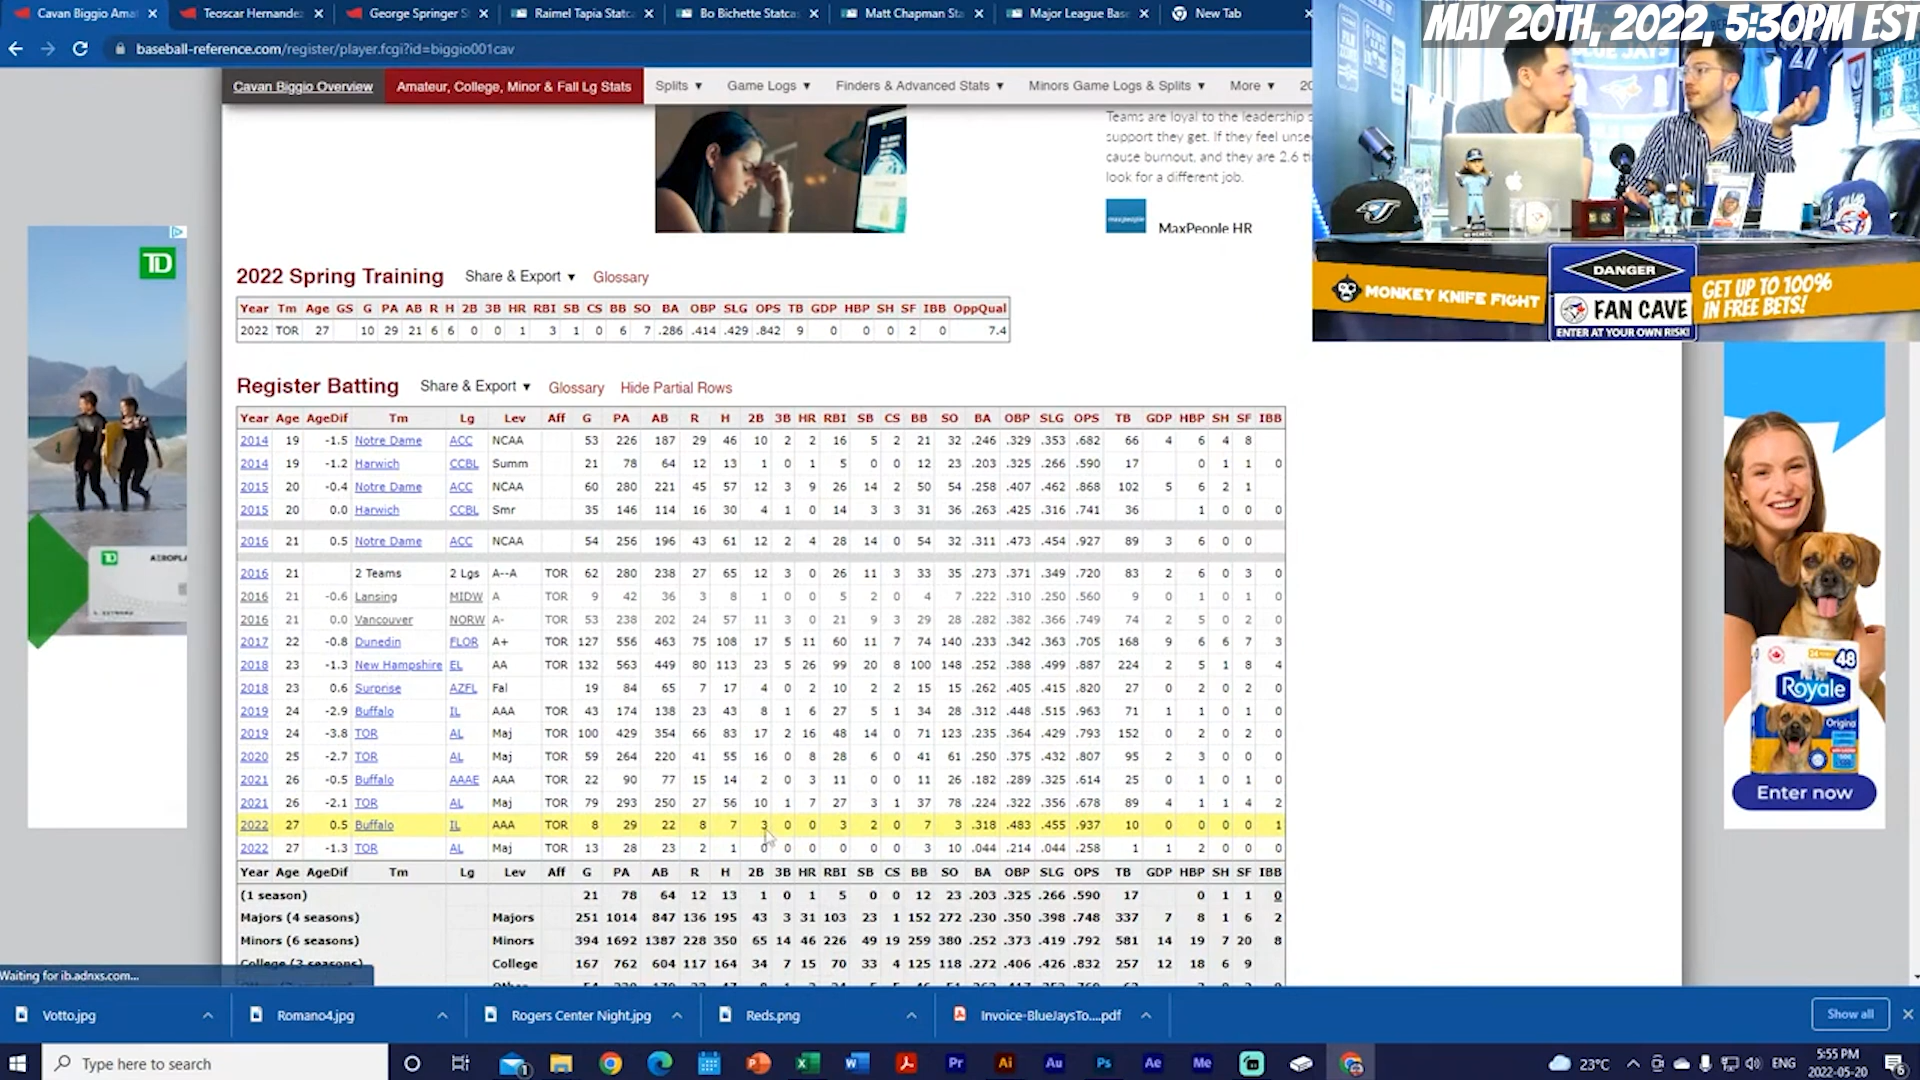 Cavan Biggio Ama
Teoscar Hernandez
George Springer S
Raimel Tapia Statc
Bo Bichette Statcas
Matt Chapman Sta
Major League Base
New Tab
baseball-reference.com/register/player.fcgi?id=biggio001cav
MAY 20TH, 2022, 5:30PM EST
Cavan Biggio Overview
Amateur, College, Minor & Fall Lg Stats
Splits ▼
Game Logs ▼
Finders & Advanced Stats ▼
Minors Game Logs & Splits ▼
More ▼
20
Teams are loyal to the leadership s
support they get. If they feel unse
cause burnout, and they are 2.6 ti
look for a different job.
maxpeople
MaxPeople HR
TD
MONKEY KNIFE FIGHT
DANGER
FAN CAVE
ENTER AT YOUR OWN RISK!
GET UP TO 100%
IN FREE BETS!
2022 Spring Training Share & Export ▼ Glossary
Year Tm Age GS G PA AB R H 2B 3B HR RBI SB CS BB SO BA OBP SLG OPS TB GDP HBP SH SF IBB OppQual
2022 TOR 27 10 29 21 6 6 0 0 1 3 1 0 6 7 .286 .414 .429 .842 9 0 0 0 2 0 7.4
Register Batting Share & Export ▼ Glossary Hide Partial Rows
Year Age AgeDif Tm Lg Lev Aff G PA AB R H 2B 3B HR RBI SB CS BB SO BA OBP SLG OPS TB GDP HBP SH SF IBB
2014 19 -1.5 Notre Dame ACC NCAA 53 226 187 29 46 10 2 2 16 5 2 21 32 .246 .329 .353 .682 66 4 6 4 8
2014 19 -1.2 Harwich CCBL Summ 21 78 64 12 13 1 0 1 5 0 0 12 23 .203 .325 .266 .590 17 0 1 1 0
2015 20 -0.4 Notre Dame ACC NCAA 60 280 221 45 57 12 3 9 26 14 2 50 54 .258 .407 .462 .868 102 5 6 2 1
2015 20 0.0 Harwich CCBL Smr 35 146 114 16 30 4 1 0 14 3 3 31 36 .263 .425 .316 .741 36 1 0 0 0
2016 21 0.5 Notre Dame ACC NCAA 54 256 196 43 61 12 2 4 28 14 0 54 32 .311 .473 .454 .927 89 3 6 0 0
2016 21 2 Teams 2 Lgs A--A TOR 62 280 238 27 65 12 3 0 26 11 3 33 35 .273 .371 .349 .720 83 2 6 0 3 0
2016 21 -0.6 Lansing MIDW A TOR 9 42 36 3 8 1 0 0 5 2 0 4 7 .222 .310 .250 .560 9 0 1 0 1 0
2016 21 0.0 Vancouver NORW A- TOR 53 238 202 24 57 11 3 0 21 9 3 29 28 .282 .382 .366 .749 74 2 5 0 2 0
2017 22 -0.8 Dunedin FLOR A+ TOR 127 556 463 75 108 17 5 11 60 11 7 74 140 .233 .342 .363 .705 168 9 6 6 7 3
2018 23 -1.3 New Hampshire EL AA TOR 132 563 449 80 113 23 5 26 99 20 8 100 148 .252 .388 .499 .887 224 2 5 1 8 4
2018 23 0.6 Surprise AZFL Fal 19 84 65 7 17 4 0 2 10 2 2 15 15 .262 .405 .415 .820 27 0 2 0 2 0
2019 24 -2.9 Buffalo IL AAA TOR 43 174 138 23 43 8 1 6 27 5 1 34 28 .312 .448 .515 .963 71 1 1 0 1 0
2019 24 -3.8 TOR AL Maj TOR 100 429 354 66 83 17 2 16 48 14 0 71 123 .235 .364 .429 .793 152 0 2 0 2 0
2020 25 -2.7 TOR AL Maj TOR 59 264 220 41 55 16 0 8 28 6 0 41 61 .250 .375 .432 .807 95 2 3 0 0 0
2021 26 -0.5 Buffalo AAAE AAA TOR 22 90 77 15 14 2 0 3 11 0 0 11 26 .182 .289 .325 .614 25 0 1 0 1 0
2021 26 -2.1 TOR AL Maj TOR 79 293 250 27 56 10 1 7 27 3 1 37 78 .224 .322 .356 .678 89 4 1 1 4 2
2022 27 0.5 Buffalo IL AAA TOR 8 29 22 8 7 3 0 0 3 2 0 7 3 .318 .483 .455 .937 10 0 0 0 0 1
2022 27 -1.3 TOR AL Maj TOR 13 28 23 2 1 0 0 0 0 0 0 3 10 .044 .214 .044 .258 1 1 2 0 0 0
Year Age AgeDif Tm Lg Lev Aff G PA AB R H 2B 3B HR RBI SB CS BB SO BA OBP SLG OPS TB GDP HBP SH SF IBB
(1 season) 21 78 64 12 13 1 0 1 5 0 0 12 23 .203 .325 .266 .590 17 0 1 1 0
Majors (4 seasons) Majors 251 1014 847 136 195 43 3 31 103 23 1 152 272 .230 .350 .398 .748 337 7 8 1 6 2
Minors (6 seasons) Minors 394 1692 1387 228 350 65 14 46 226 49 19 259 380 .252 .373 .419 .792 581 14 19 7 20 8
College (3 seasons) College 167 762 604 117 164 34 7 15 70 33 4 125 118 .272 .406 .426 .832 257 12 18 6 9
Waiting for ib.adnxs.com...
TD
48
Royale
Original
Enter now
Votto.jpg
Romano4.jpg
Rogers Center Night.jpg
Reds.png
Invoice-BlueJaysTo....pdf
Show all
Type here to search
23°C
ENG
5:55 PM
2022-05-20